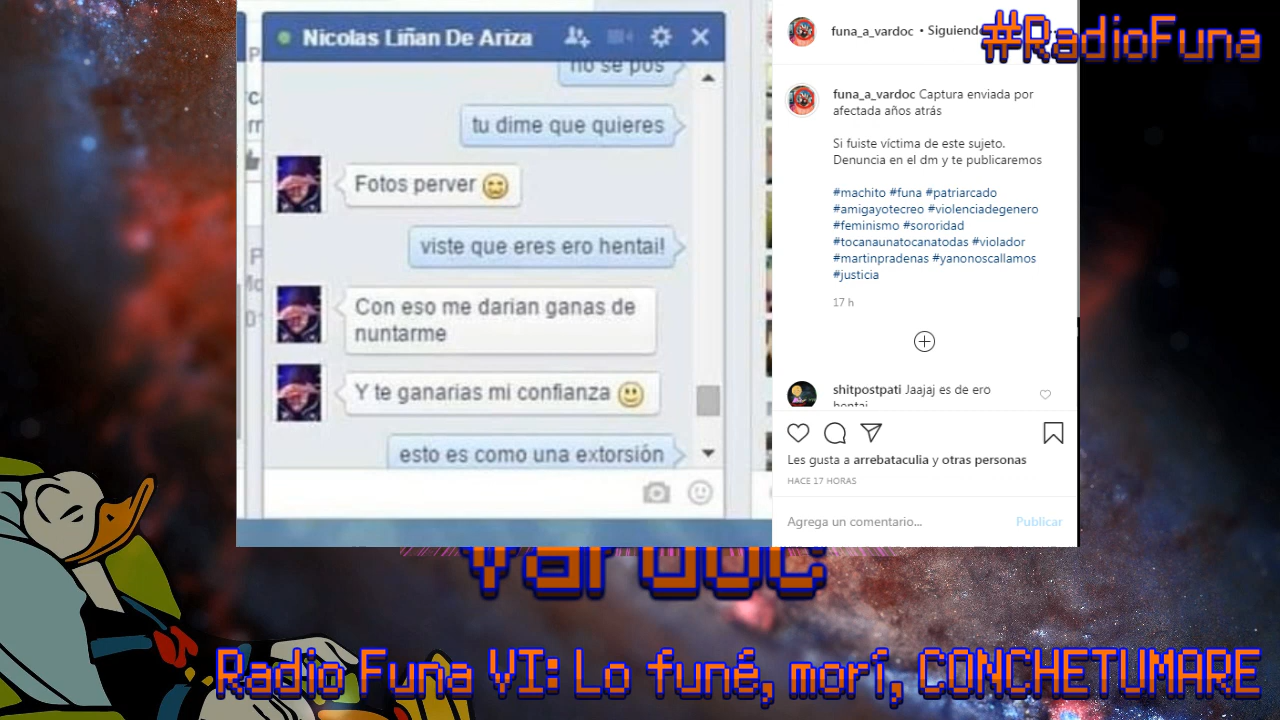 Nicolas Liñan De Ariza
no se pos
tu dime que quieres
Fotos perver
viste que eres ero hentai!
Con eso me darian ganas de
nuntarme
Y te ganarias mi confianza
esto es como una extorsión
funa_a_vardoc • Siguiendo
#RadioFuna
funa_a_vardoc Captura enviada por
afectada años atrás
Si fuiste víctima de este sujeto.
Denuncia en el dm y te publicaremos
#machito #funa #patriarcado
#amigayotecreo #violenciadegenero
#feminismo #sororidad
#tocanaunatocanatodas #violador
#martinpradenas #yanonoscallamos
#justicia
17 h
shitpostpati Jaajaj es de ero
hentai
Les gusta a arrebataculia y otras personas
HACE 17 HORAS
Agrega un comentario... Publicar
vardoc
Radio Funa VI: Lo funé, morí, CONCHETUMARE